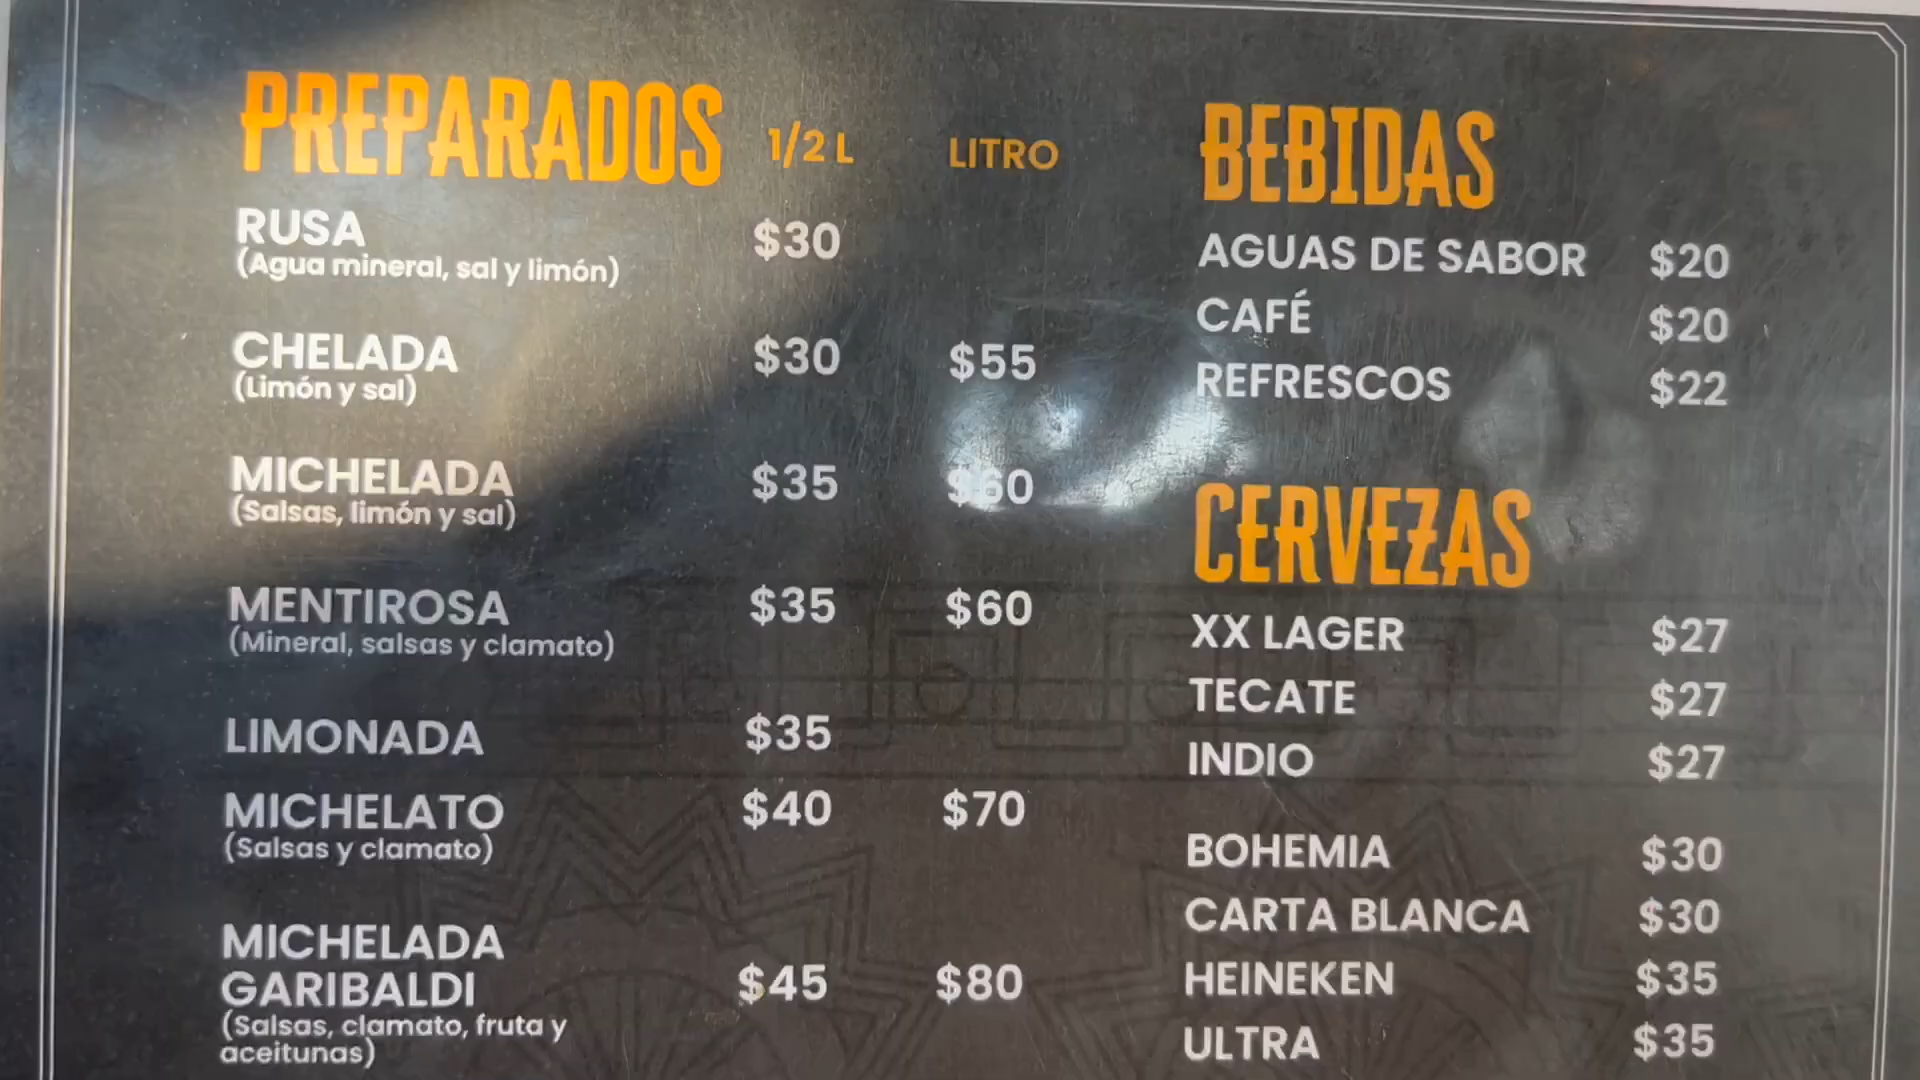 PREPARADOS 1/2 L LITRO
RUSA $30
(Agua mineral, sal y limón)
CHELADA $30 $55
(Limón y sal)
MICHELADA $35 $60
(Salsas, limón y sal)
MENTIROSA $35 $60
(Mineral, salsas y clamato)
LIMONADA $35
MICHELATO $40 $70
(Salsas y clamato)
MICHELADA
GARIBALDI $45 $80
(Salsas, clamato, fruta y
aceitunas)
BEBIDAS
AGUAS DE SABOR $20
CAFÉ $20
REFRESCOS $22
CERVEZAS
XX LAGER $27
TECATE $27
INDIO $27
BOHEMIA $30
CARTA BLANCA $30
HEINEKEN $35
ULTRA $35